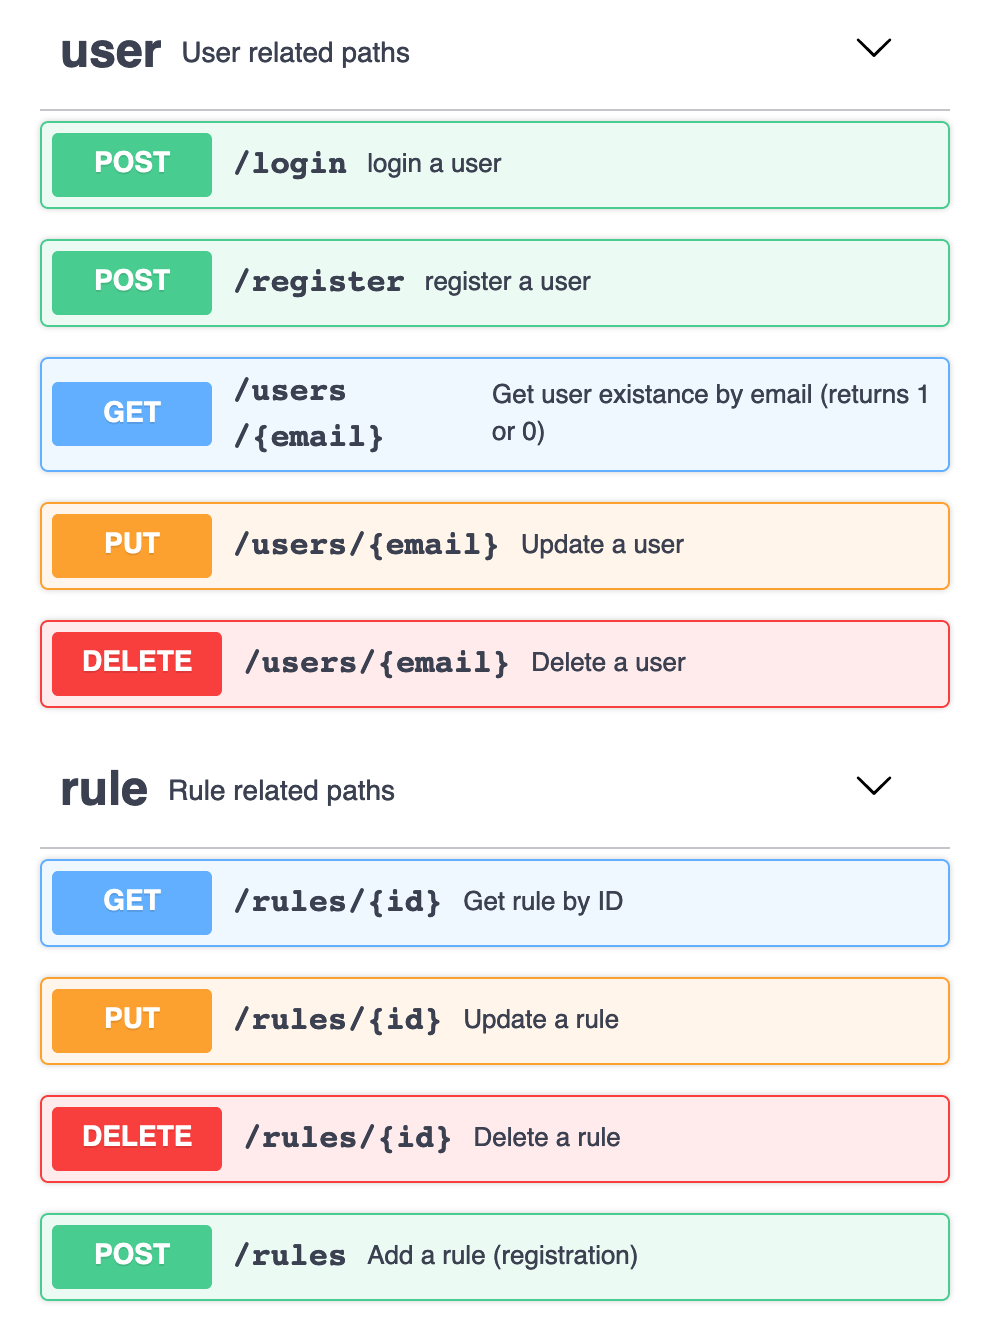 user User related paths
POST /login login a user
POST /register register a user
GET /users Get user existance by email (returns 1
/{email} or 0)
PUT /users/{email} Update a user
DELETE /users/{email} Delete a user
rule Rule related paths
GET /rules/{id} Get rule by ID
PUT /rules/{id} Update a rule
DELETE /rules/{id} Delete a rule
POST /rules Add a rule (registration)